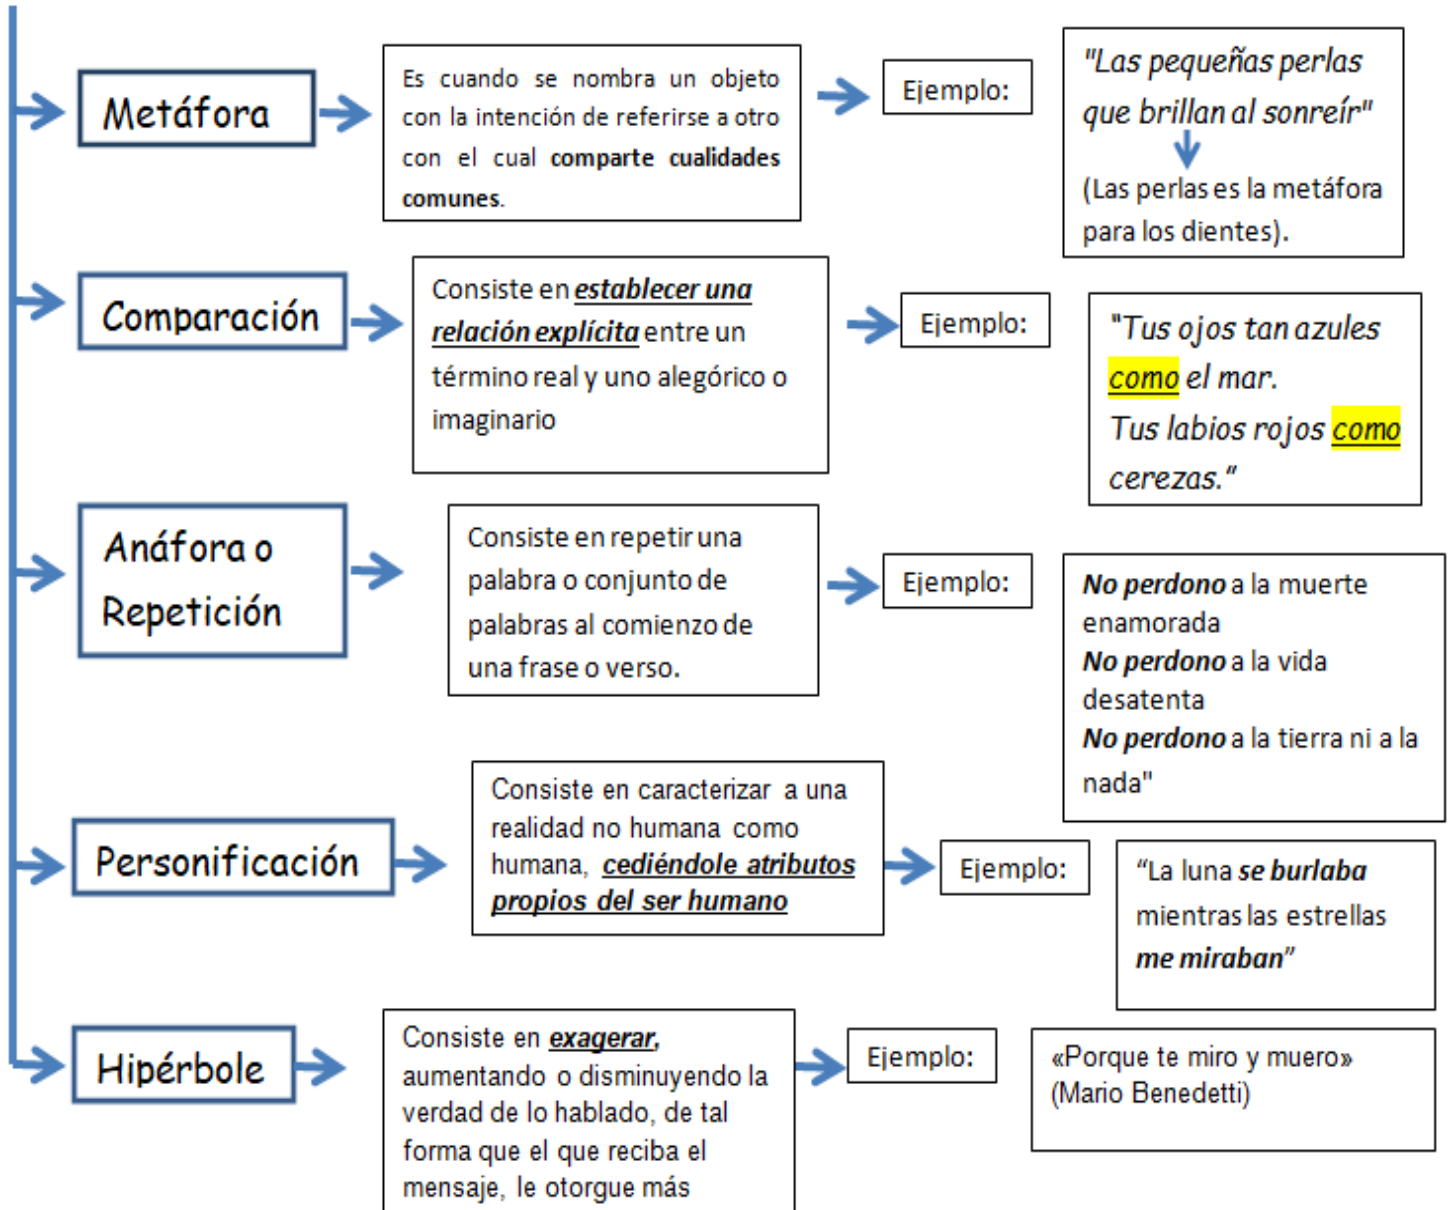 Metáfora
Es cuando se nombra un objeto
con la intención de referirse a otro
con el cual comparte cualidades
comunes.
Ejemplo:
"Las pequeñas perlas
que brillan al sonreír"
(Las perlas es la metáfora
para los dientes).
Comparación
Consiste en establecer una
relación explícita entre un
término real y uno alegórico o
imaginario
Ejemplo:
"Tus ojos tan azules
como el mar.
Tus labios rojos como
cerezas."
Anáfora o
Repetición
Consiste en repetir una
palabra o conjunto de
palabras al comienzo de
una frase o verso.
Ejemplo:
No perdono a la muerte
enamorada
No perdono a la vida
desatenta
No perdono a la tierra ni a la
nada"
Personificación
Consiste en caracterizar a una
realidad no humana como
humana, cediéndole atributos
propios del ser humano
Ejemplo:
“La luna se burlaba
mientras las estrellas
me miraban”
Hipérbole
Consiste en exagerar,
aumentando o disminuyendo la
verdad de lo hablado, de tal
forma que el que reciba el
mensaje, le otorgue más
Ejemplo:
«Porque te miro y muero»
(Mario Benedetti)